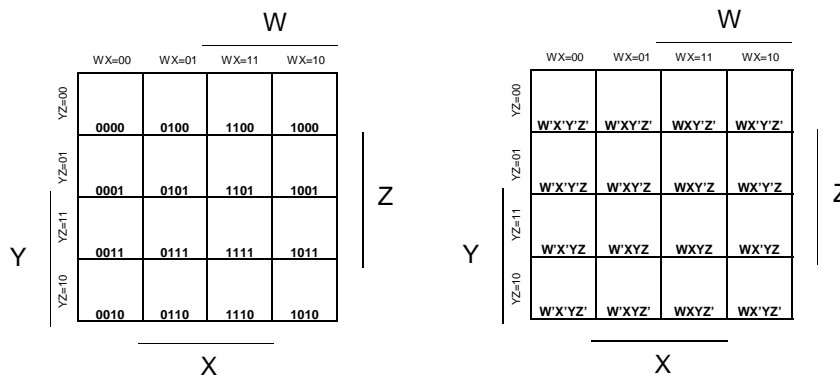 W
WX=00 WX=01 WX=11 WX=10
YZ=00
0000 0100 1100 1000
YZ=01
0001 0101 1101 1001
Z
YZ=11
0011 0111 1111 1011
Y
YZ=10
0010 0110 1110 1010
X
W
WX=00 WX=01 WX=11 WX=10
YZ=00
W'X'Y'Z' W'XY'Z' WXY'Z' WX'Y'Z'
YZ=01
W'X'Y'Z W'XY'Z WXY'Z WX'Y'Z
Z
YZ=11
W'X'YZ W'XYZ WXYZ WX'YZ
Y
YZ=10
W'X'YZ' W'XYZ' WXYZ' WX'YZ'
X